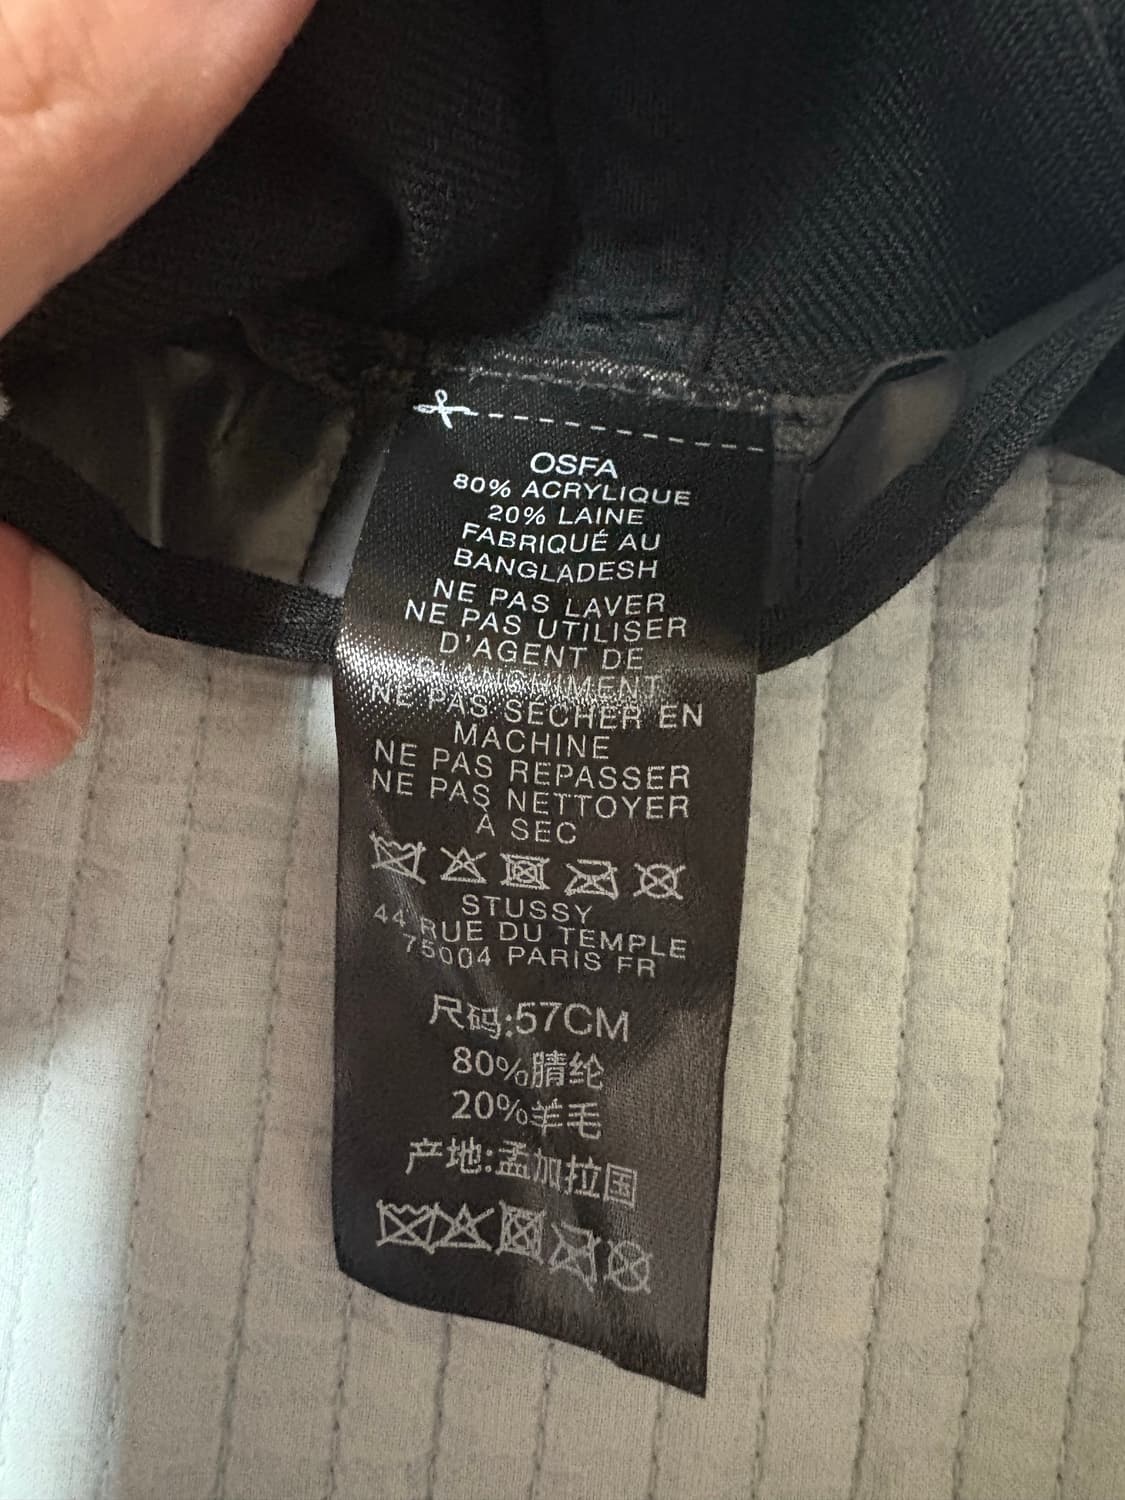 OSFA
80% ACRYLIQUE
20% LAINE
FABRIQUÉ AU
BANGLADESH
NE PAS LAVER
NE PAS UTILISER
D'AGENT DE
BLANCHIMENT
NE PAS SÉCHER EN
MACHINE
NE PAS REPASSER
NE PAS NETTOYER
À SEC
STUSSY
44 RUE DU TEMPLE
75004 PARIS FR
尺码:57CM
80%腈纶
20%羊毛
产地:孟加拉国